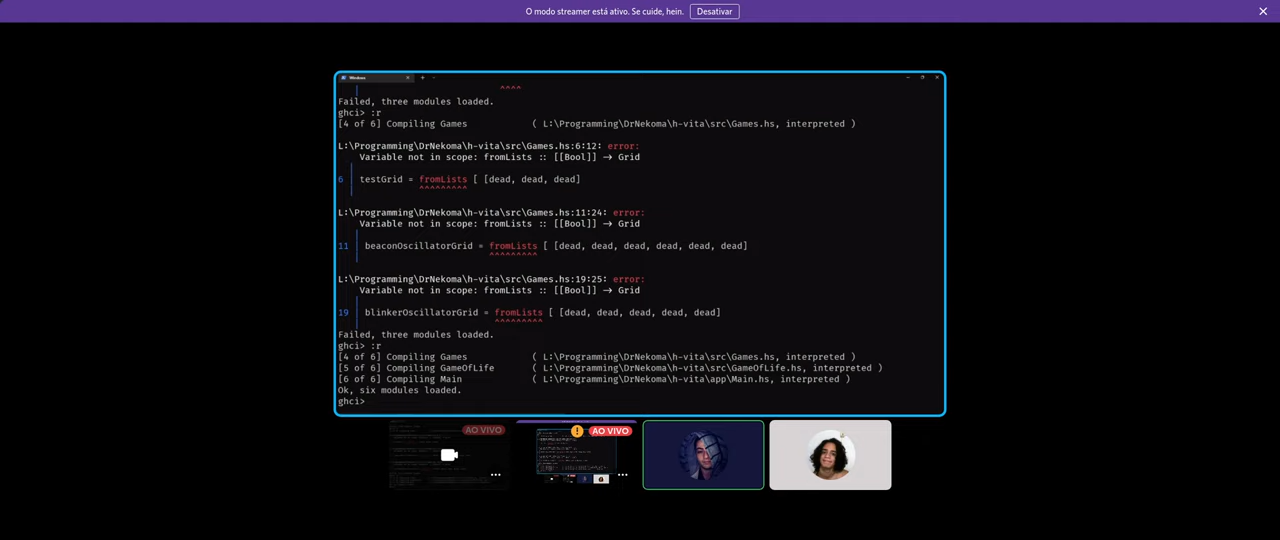 O modo streamer está ativo. Se cuide, hein. Desativar
Windows
^^^^
Failed, three modules loaded.
ghci> :r
[4 of 6] Compiling Games ( L:\Programming\DrNekoma\h-vita\src\Games.hs, interpreted )
L:\Programming\DrNekoma\h-vita\src\Games.hs:6:12: error:
Variable not in scope: fromLists :: [[Bool]] → Grid
6 | testGrid = fromLists [ [dead, dead, dead]
^^^^^^^^^
L:\Programming\DrNekoma\h-vita\src\Games.hs:11:24: error:
Variable not in scope: fromLists :: [[Bool]] → Grid
11 | beaconOscillatorGrid = fromLists [ [dead, dead, dead, dead, dead, dead]
^^^^^^^^^
L:\Programming\DrNekoma\h-vita\src\Games.hs:19:25: error:
Variable not in scope: fromLists :: [[Bool]] → Grid
19 | blinkerOscillatorGrid = fromLists [ [dead, dead, dead, dead, dead]
^^^^^^^^^
Failed, three modules loaded.
ghci> :r
[4 of 6] Compiling Games ( L:\Programming\DrNekoma\h-vita\src\Games.hs, interpreted )
[5 of 6] Compiling GameOfLife ( L:\Programming\DrNekoma\h-vita\src\GameOfLife.hs, interpreted )
[6 of 6] Compiling Main ( L:\Programming\DrNekoma\h-vita\app\Main.hs, interpreted )
Ok, six modules loaded.
ghci>
AO VIVO
AO VIVO